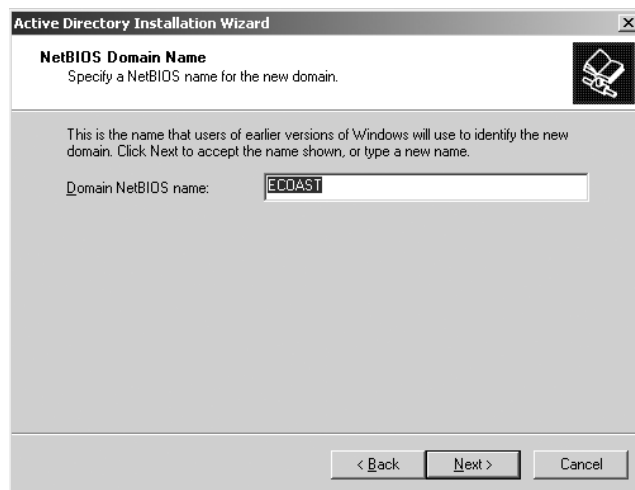 Active Directory Installation Wizard
NetBIOS Domain Name
Specify a NetBIOS name for the new domain.
This is the name that users of earlier versions of Windows will use to identify the new
domain. Click Next to accept the name shown, or type a new name.
Domain NetBIOS name:
ECOAST
< Back
Next >
Cancel